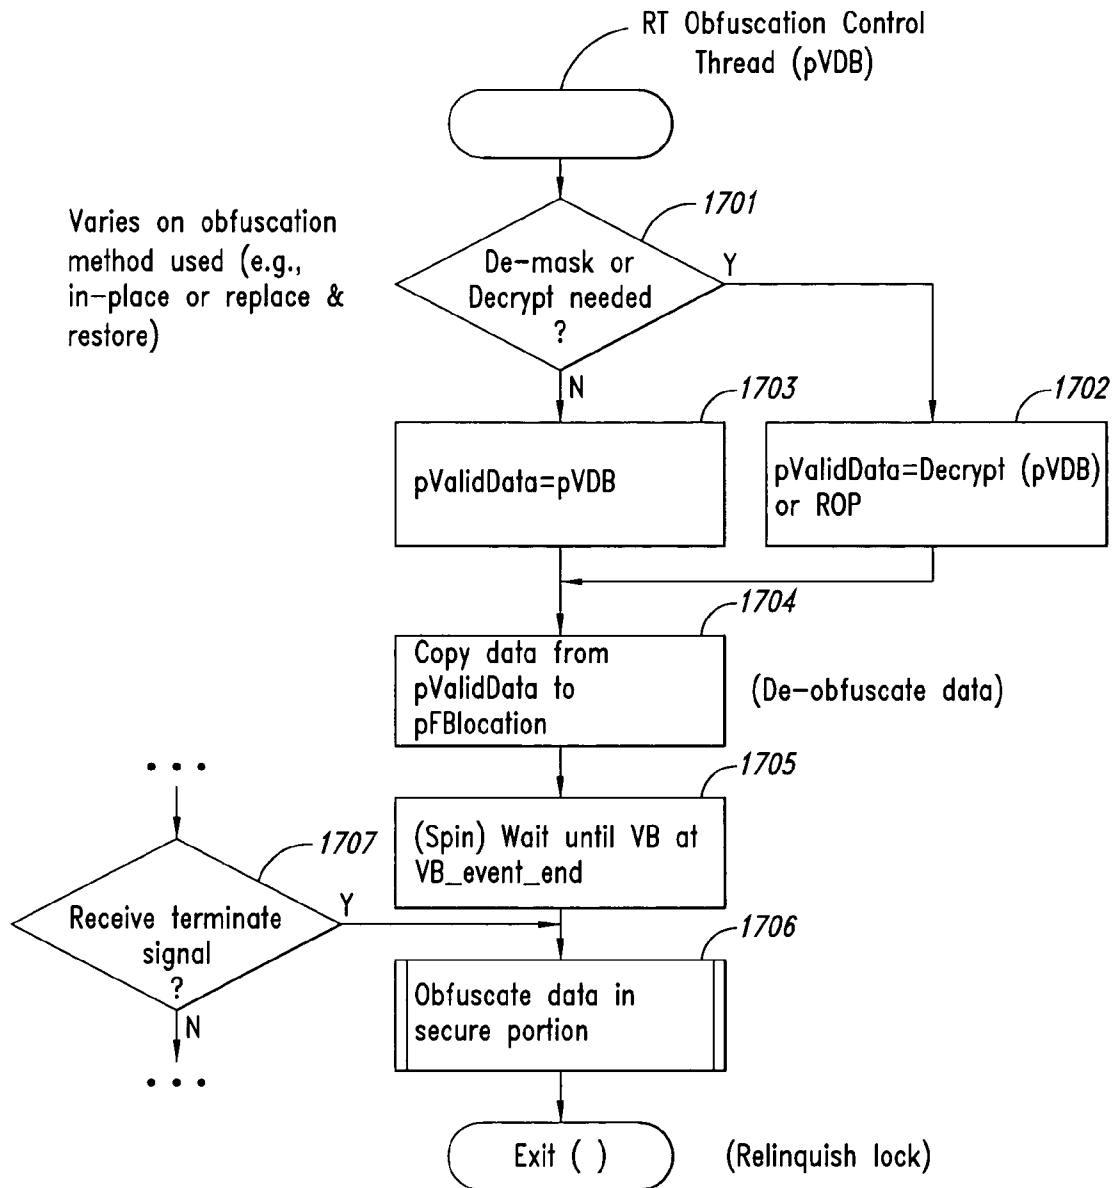 RT Obfuscation Control
Thread (pVDB)
Varies on obfuscation
method used (e.g.,
in-place or replace &
restore)
1701
De-mask or
Decrypt needed
?
Y
N
1703
pValidData=pVDB
1702
pValidData=Decrypt (pVDB)
or ROP
1704
Copy data from
pValidData to
pFBlocation
(De-obfuscate data)
1705
(Spin) Wait until VB at
VB_event_end
• • •
1707
Receive terminate
signal
?
Y
N
• • •
1706
Obfuscate data in
secure portion
Exit ( )
(Relinquish lock)